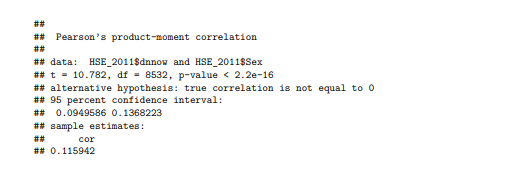 ##
## Pearson's product-moment correlation
##
## data: HSE_2011$dnnow and HSE_2011$Sex
## t = 10.782, df = 8532, p-value < 2.2e-16
## alternative hypothesis: true correlation is not equal to 0
## 95 percent confidence interval:
## 0.0949586 0.1368223
## sample estimates:
## cor
## 0.115942